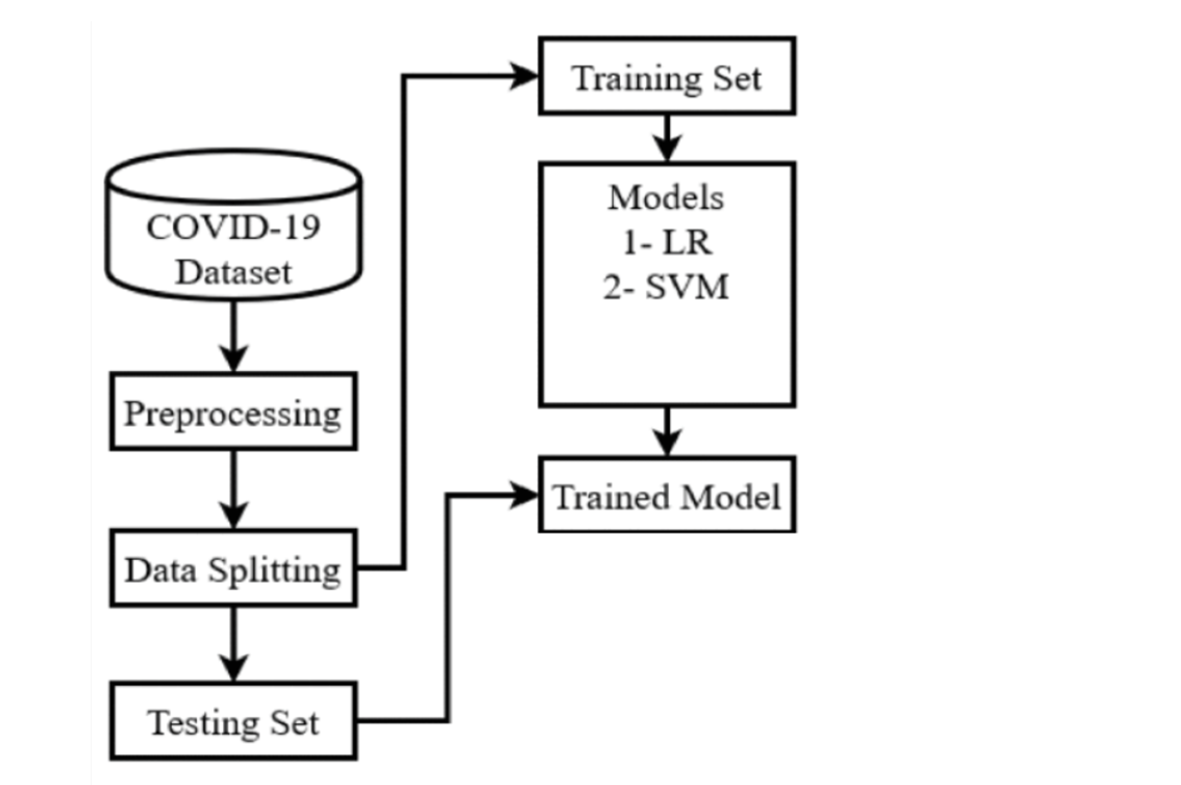 COVID-19
Dataset
Preprocessing
Data Splitting
Testing Set
Training Set
Models
1- LR
2- SVM
Trained Model